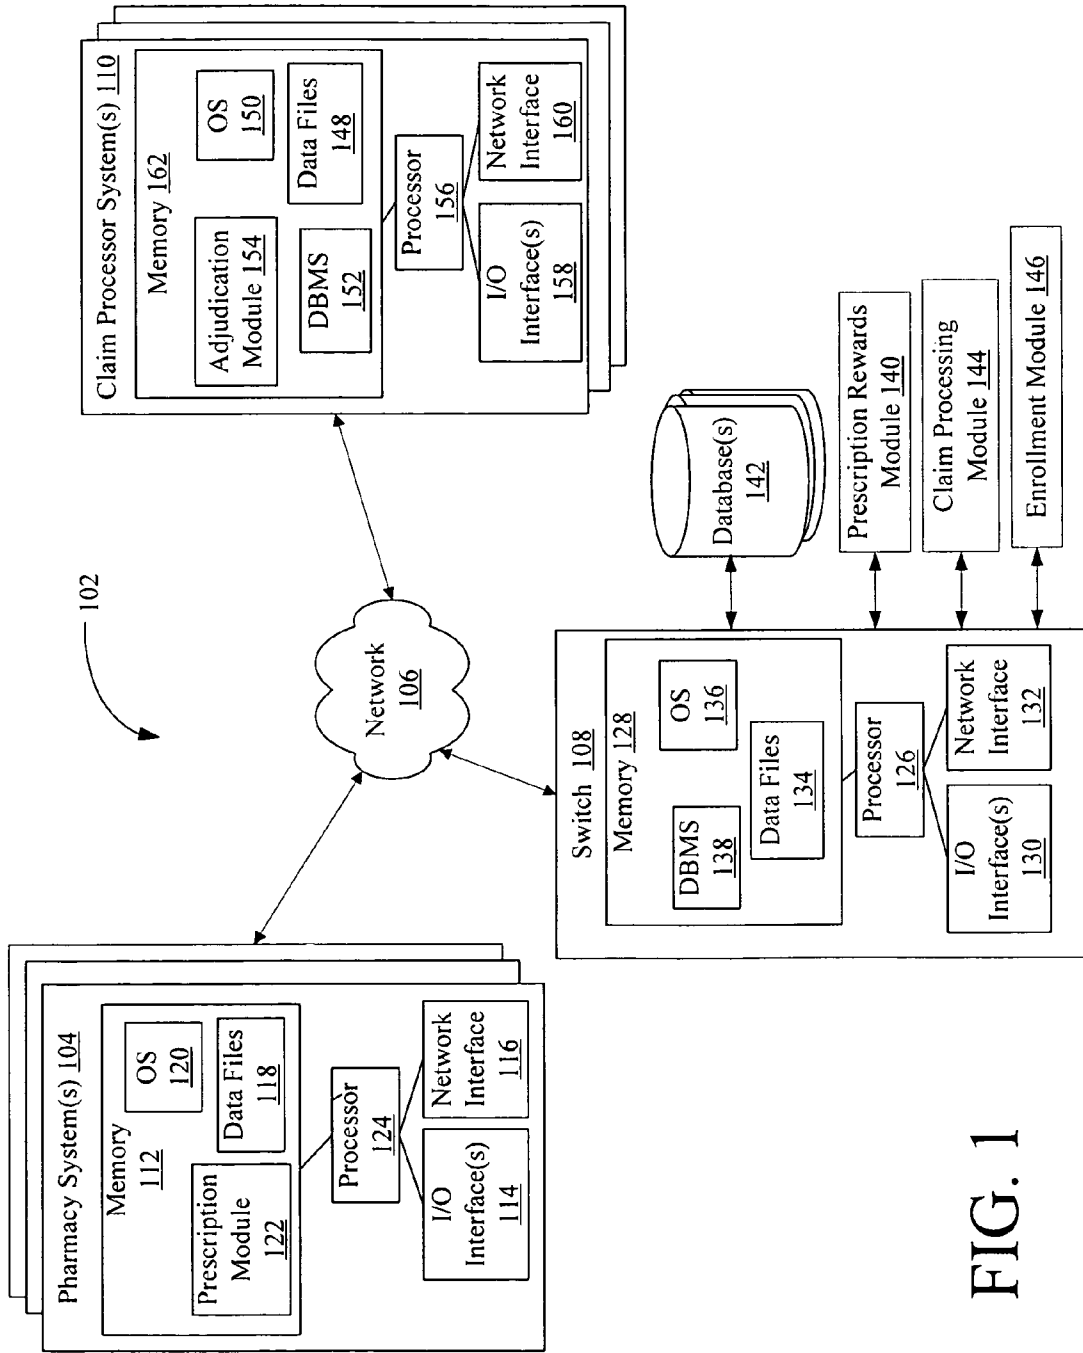 102
Pharmacy System(s) 104
Memory
112
OS
120
Prescription
Module
122
Data Files
118
Processor
124
I/O
Interface(s)
114
Network
Interface
116
Network
106
Claim Processor System(s) 110
Memory 162
Adjudication
Module 154
OS
150
DBMS
152
Data Files
148
Processor
156
I/O
Interface(s)
158
Network
Interface
160
Switch 108
Memory 128
DBMS
138
OS
136
Data Files
134
Processor
126
I/O
Interface(s)
130
Network
Interface
132
Database(s)
142
Prescription Rewards
Module 140
Claim Processing
Module 144
Enrollment Module 146
FIG. 1